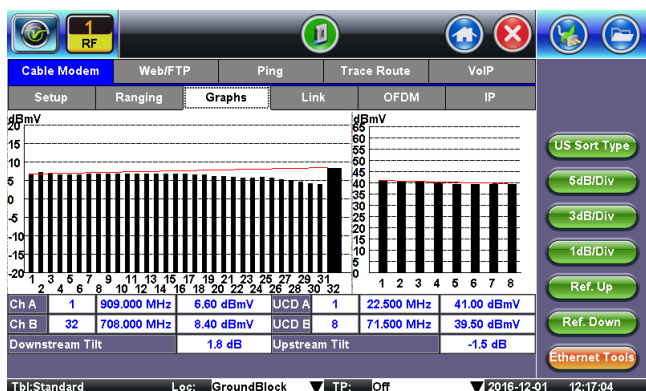 1
RF
Cable Modem Web/FTP Ping Trace Route VoIP
Setup Ranging Graphs Link OFDM IP
dBmV dBmV
20
15
10
5
0
-5
-10
-15
-20
65
60
55
50
45
40
35
30
25
20
15
10
5
0
1 3 5 7 9 11 13 15 17 19 21 23 25 27 29 31
2 4 6 8 10 12 14 16 18 20 22 24 26 28 30 32
1 2 3 4 5 6 7 8
Ch A 1 909.000 MHz 6.60 dBmV UCD A 1 22.500 MHz 41.00 dBmV
Ch B 32 708.000 MHz 8.40 dBmV UCD B 8 71.500 MHz 39.50 dBmV
Downstream Tilt 1.8 dB Upstream Tilt -1.5 dB
US Sort Type
5dB/Div
3dB/Div
1dB/Div
Ref. Up
Ref. Down
Ethernet Tools
Tbl:Standard Loc: GroundBlock TP: Off 2016-12-01 12:17:04